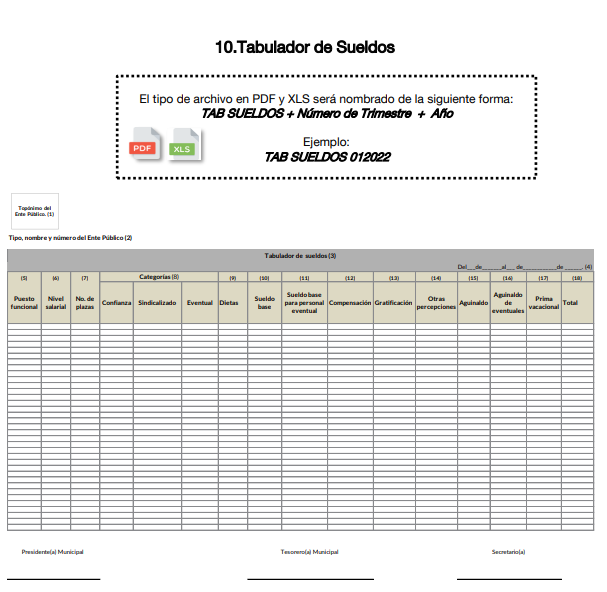 10.Tabulador de Sueldos
El tipo de archivo en PDF y XLS será nombrado de la siguiente forma:
TAB SUELDOS + Número de Trimestre + Año
PDF XLS
Ejemplo:
TAB SUELDOS 012022
Topónimo del
Ente Público. (1)
Tipo, nombre y número del Ente Público (2)
Tabulador de sueldos (3)
Del___de_______al___ de____________de ______. (4)
(5) (6) (7) Categorías (8) (9) (10) (11) (12) (13) (14) (15) (16) (17) (18)
Puesto funcional Nivel salarial No. de plazas Confianza Sindicalizado Eventual Dietas Sueldo base Sueldo base para personal eventual Compensación Gratificación Otras percepciones Aguinaldo Aguinaldo de eventuales Prima vacacional Total
Presidente(a) Municipal Tesorero(a) Municipal Secretario(a)